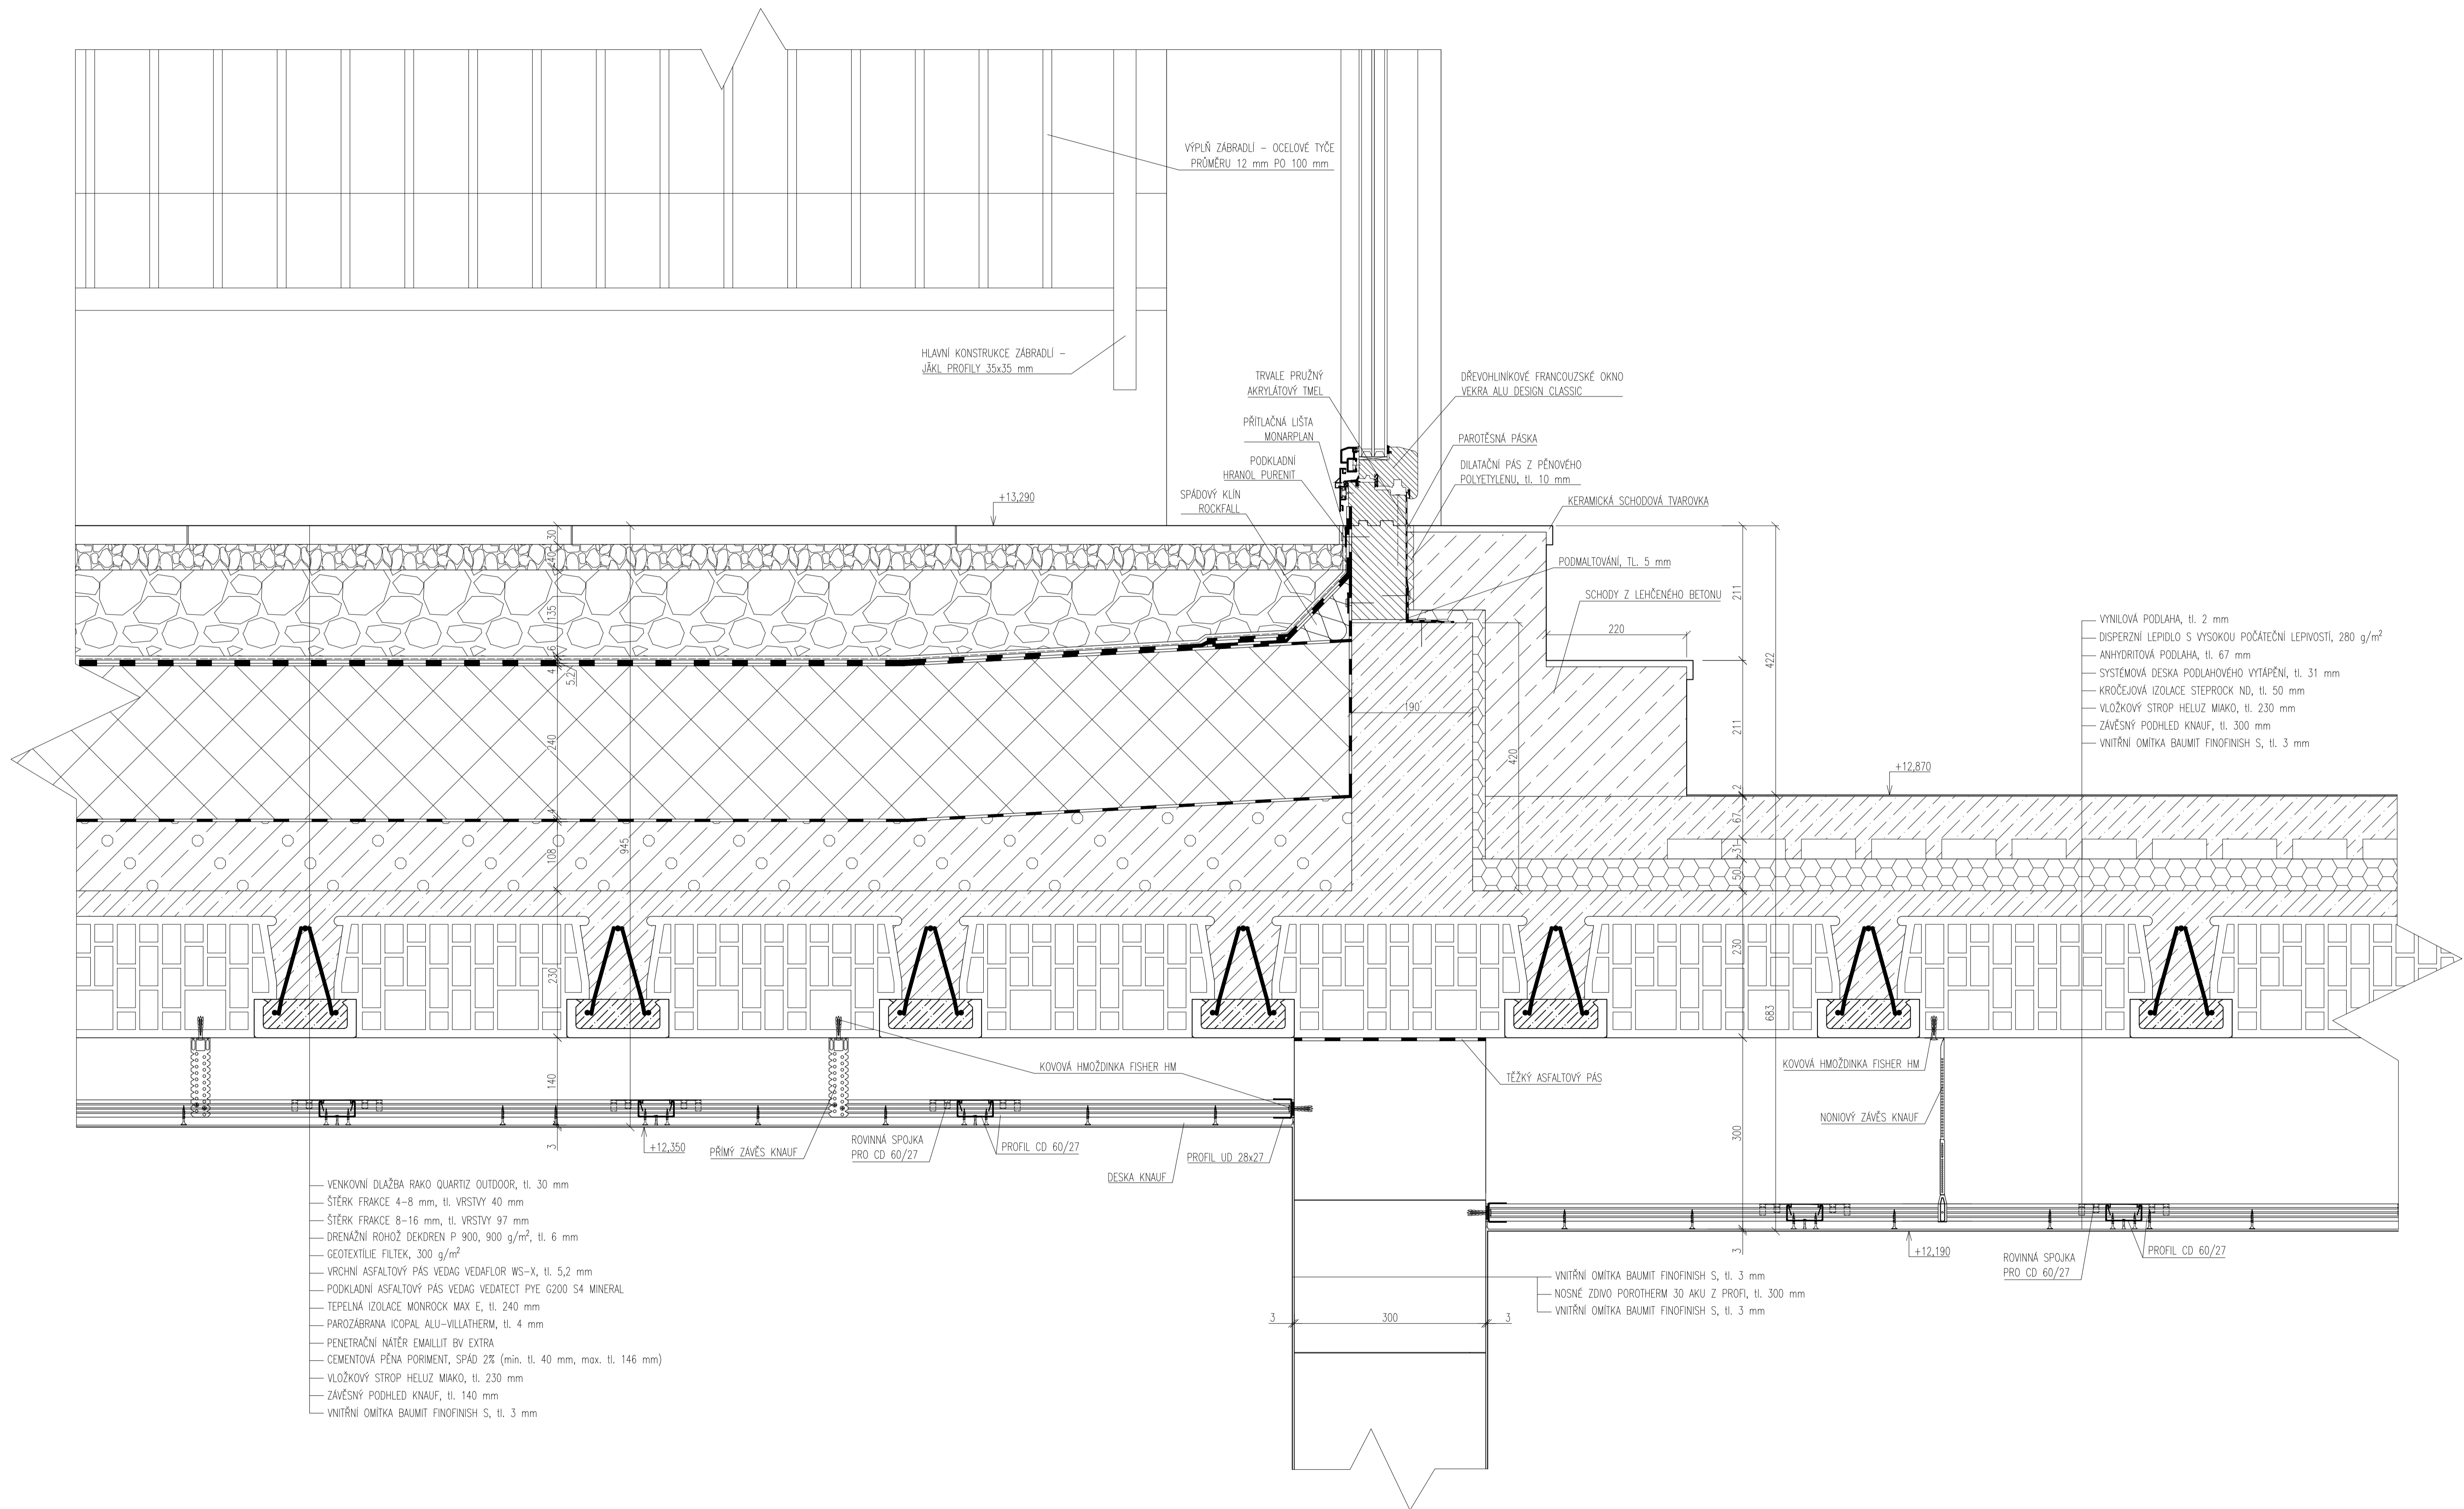 VÝPLŇ ZÁBRADLÍ – OCELOVÉ TYČE
PRŮMĚRU 12 mm PO 100 mm
HLAVNÍ KONSTRUKCE ZÁBRADLÍ –
JÄKL PROFILY 35x35 mm
TRVALE PRUŽNÝ
AKRYLÁTOVÝ TMEL
PŘÍTLAČNÁ LIŠTA
MONARPLAN
PODKLADNÍ
HRANOL PURENIT
SPÁDOVÝ KLÍN
ROCKFALL
DŘEVOHLINÍKOVÉ FRANCOUZSKÉ OKNO
VEKRA ALU DESIGN CLASSIC
PAROTĚSNÁ PÁSKA
DILATAČNÍ PÁS Z PĚNOVÉHO
POLYETYLENU, tl. 10 mm
KERAMICKÁ SCHODOVÁ TVAROVKA
PODMALTOVÁNÍ, TL. 5 mm
SCHODY Z LEHČENÉHO BETONU
+13,290
30
40
135
6
4
5,2
240
4
108
945
230
140
3
190
420
220
211
211
422
2
67
31
50
230
683
300
3
+12,870
VYNILOVÁ PODLAHA, tl. 2 mm
DISPERZNÍ LEPIDLO S VYSOKOU POČÁTEČNÍ LEPIVOSTÍ, 280 g/m²
ANHYDRITOVÁ PODLAHA, tl. 67 mm
SYSTÉMOVÁ DESKA PODLAHOVÉHO VYTÁPĚNÍ, tl. 31 mm
KROČEJOVÁ IZOLACE STEPROCK ND, tl. 50 mm
VLOŽKOVÝ STROP HELUZ MIAKO, tl. 230 mm
ZÁVĚSNÝ PODHLED KNAUF, tl. 300 mm
VNITŘNÍ OMÍTKA BAUMIT FINOFINISH S, tl. 3 mm
KOVOVÁ HMOŽDINKA FISHER HM
TĚŽKÝ ASFALTOVÝ PÁS
KOVOVÁ HMOŽDINKA FISHER HM
NONIOVÝ ZÁVĚS KNAUF
+12,350
PŘÍMÝ ZÁVĚS KNAUF
ROVINNÁ SPOJKA
PRO CD 60/27
PROFIL CD 60/27
DESKA KNAUF
PROFIL UD 28x27
+12,190
ROVINNÁ SPOJKA
PRO CD 60/27
PROFIL CD 60/27
VENKOVNÍ DLAŽBA RAKO QUARTIZ OUTDOOR, tl. 30 mm
ŠTĚRK FRAKCE 4–8 mm, tl. VRSTVY 40 mm
ŠTĚRK FRAKCE 8–16 mm, tl. VRSTVY 97 mm
DRENÁŽNÍ ROHOŽ DEKDREN P 900, 900 g/m², tl. 6 mm
GEOTEXTÍLIE FILTEK, 300 g/m²
VRCHNÍ ASFALTOVÝ PÁS VEDAG VEDAFLOR WS-X, tl. 5,2 mm
PODKLADNÍ ASFALTOVÝ PÁS VEDAG VEDATECT PYE G200 S4 MINERAL
TEPELNÁ IZOLACE MONROCK MAX E, tl. 240 mm
PAROZÁBRANA ICOPAL ALU-VILLATHERM, tl. 4 mm
PENETRAČNÍ NÁTĚR EMAILLIT BV EXTRA
CEMENTOVÁ PĚNA PORIMENT, SPÁD 2% (min. tl. 40 mm, max. tl. 146 mm)
VLOŽKOVÝ STROP HELUZ MIAKO, tl. 230 mm
ZÁVĚSNÝ PODHLED KNAUF, tl. 140 mm
VNITŘNÍ OMÍTKA BAUMIT FINOFINISH S, tl. 3 mm
VNITŘNÍ OMÍTKA BAUMIT FINOFINISH S, tl. 3 mm
NOSNÉ ZDIVO POROTHERM 30 AKU Z PROFI, tl. 300 mm
VNITŘNÍ OMÍTKA BAUMIT FINOFINISH S, tl. 3 mm
3
300
3